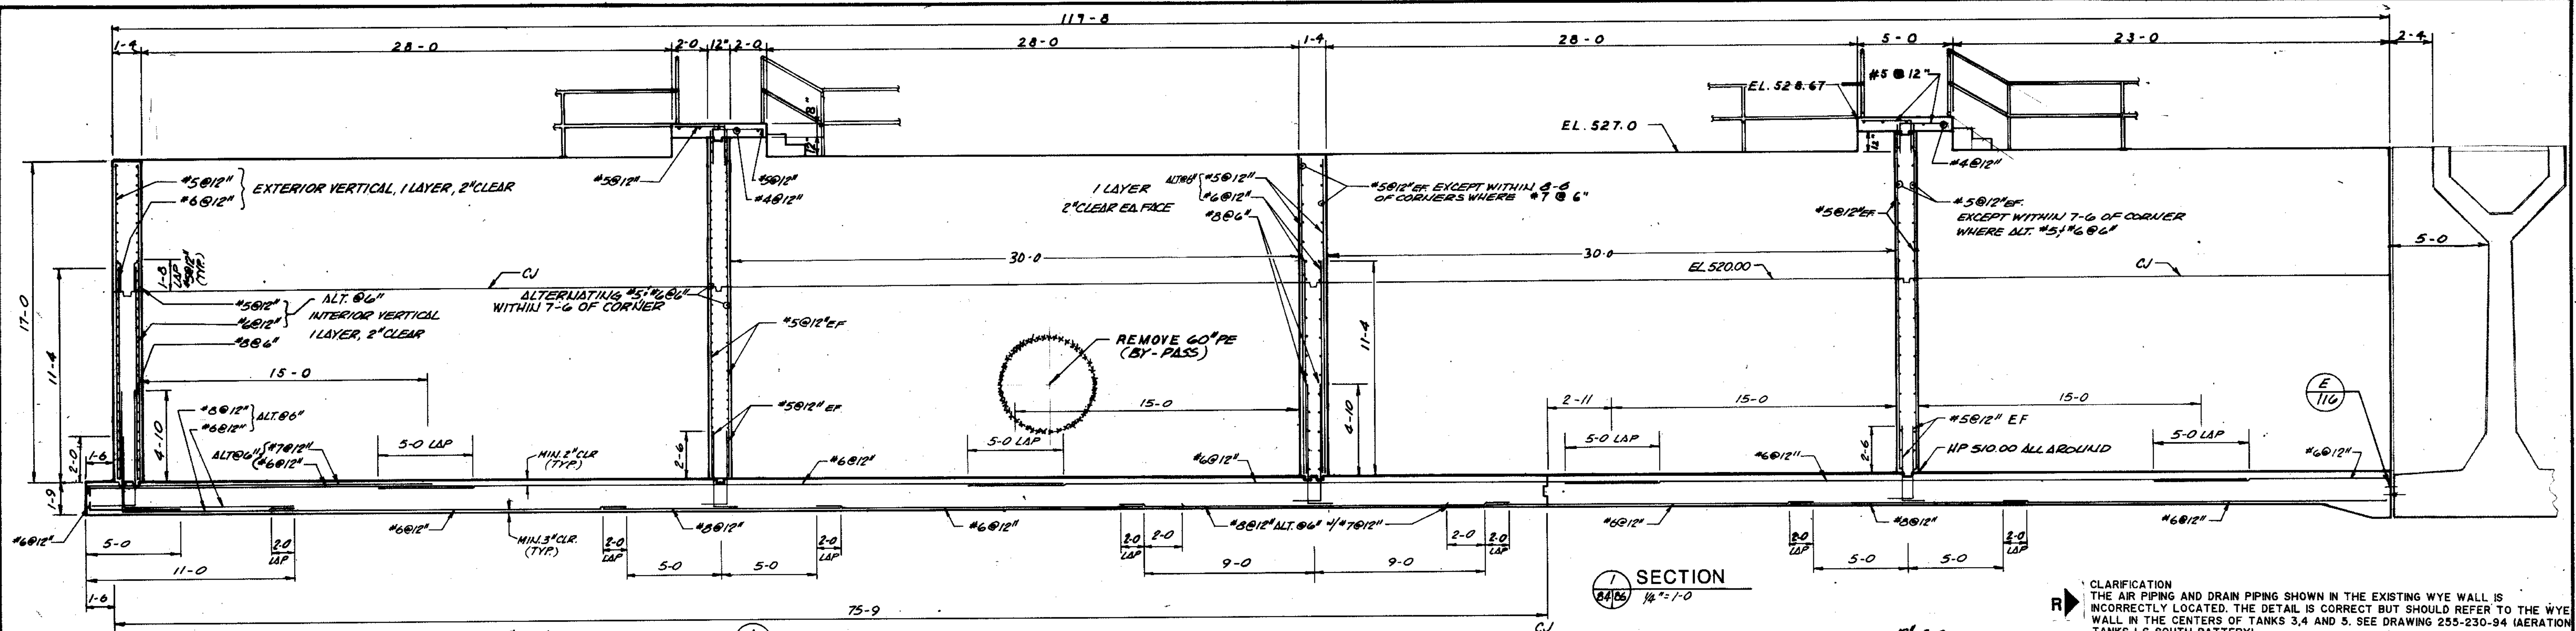 117-8
1-4
28-0
2-0
12"
2-0
28-0
1-4
28-0
5-0
23-0
2-4
EL. 528.67
#5@12"
8"
12"
EL. 527.0
12"
#4@12"
#5@12"
#6@12"
EXTERIOR VERTICAL, 1 LAYER, 2"CLEAR
#5@12"
#5@12"
#4@12"
1 LAYER
2"CLEAR EA. FACE
ALT@6"
#5@12"
#6@12"
#8@6"
#5@12" EF EXCEPT WITHIN 8-6
OF CORNERS WHERE #7 @ 6"
#5@12" EF
#5@12" EF.
EXCEPT WITHIN 7-6 OF CORNER
WHERE ALT. #5 & #6@6"
5-0
17-0
11-4
1-8
LAP
#5@12"
(TYP.)
CJ
30-0
30-0
EL 520.00
CJ
#5@12"
#6@12"
ALT. @6"
INTERIOR VERTICAL
1 LAYER, 2"CLEAR
#8@6"
ALTERNATING #5 & #6@6"
WITHIN 7-6 OF CORNER
#5@12" EF
REMOVE 60" PE
(BY-PASS)
11-4
15-0
#8@12"
#6@12"
ALT.@6"
4-10
#5@12" EF
15-0
4-10
2-11
15-0
15-0
E
116
2-0
1-6
ALT@6"
#7@12"
#6@12"
5-0 LAP
MIN. 2"CLR
(TYP.)
2-6
#6@12"
5-0 LAP
#6@12"
5-0 LAP
#6@12"
2-6
#5@12" EF
HP 510.00 ALL AROUND
5-0 LAP
#6@12"
1-9
#6@12"
#6@12"
MIN. 3"CLR.
(TYP.)
#8@12"
#6@12"
#8@12" ALT.@6" W/#7@12"
#6@12"
#8@12"
#6@12"
5-0
2-0
LAP
2-0
LAP
2-0
LAP
2-0
LAP
2-0
2-0
2-0
LAP
2-0
LAP
2-0
LAP
11-0
5-0
5-0
9-0
9-0
5-0
5-0
1-6
75-9
CJ
1
84 86
SECTION
1/4"=1-0
R
CLARIFICATION
THE AIR PIPING AND DRAIN PIPING SHOWN IN THE EXISTING WYE WALL IS
INCORRECTLY LOCATED. THE DETAIL IS CORRECT BUT SHOULD REFER TO THE WYE
WALL IN THE CENTERS OF TANKS 3,4 AND 5. SEE DRAWING 255-230-94 (AERATION